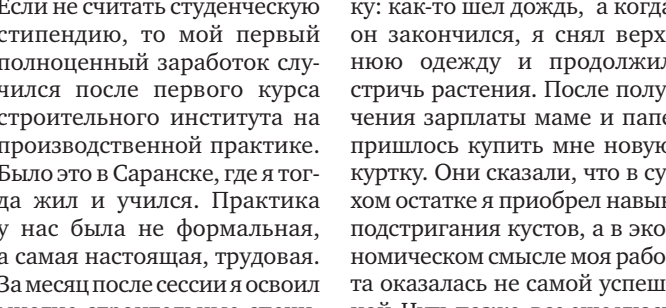 Если не считать студенческую
стипендию, то мой первый
полноценный заработок слу-
чился после первого курса
строительного института на
производственной практике.
Было это в Саранске, где я тог-
да жил и учился. Практика
у нас была не формальная,
а самая настоящая, трудовая.
За месяц после сессии я освоил
ку: как-то шел дождь, а когда
он закончился, я снял верх-
нюю одежду и продолжил
стричь растения. После полу-
чения зарплаты маме и папе
пришлось купить мне новую
куртку. Они сказали, что в су-
хом остатке я приобрел навык
подстригания кустов, а в эко-
номическом смысле моя рабо-
та оказалась не самой успеш-